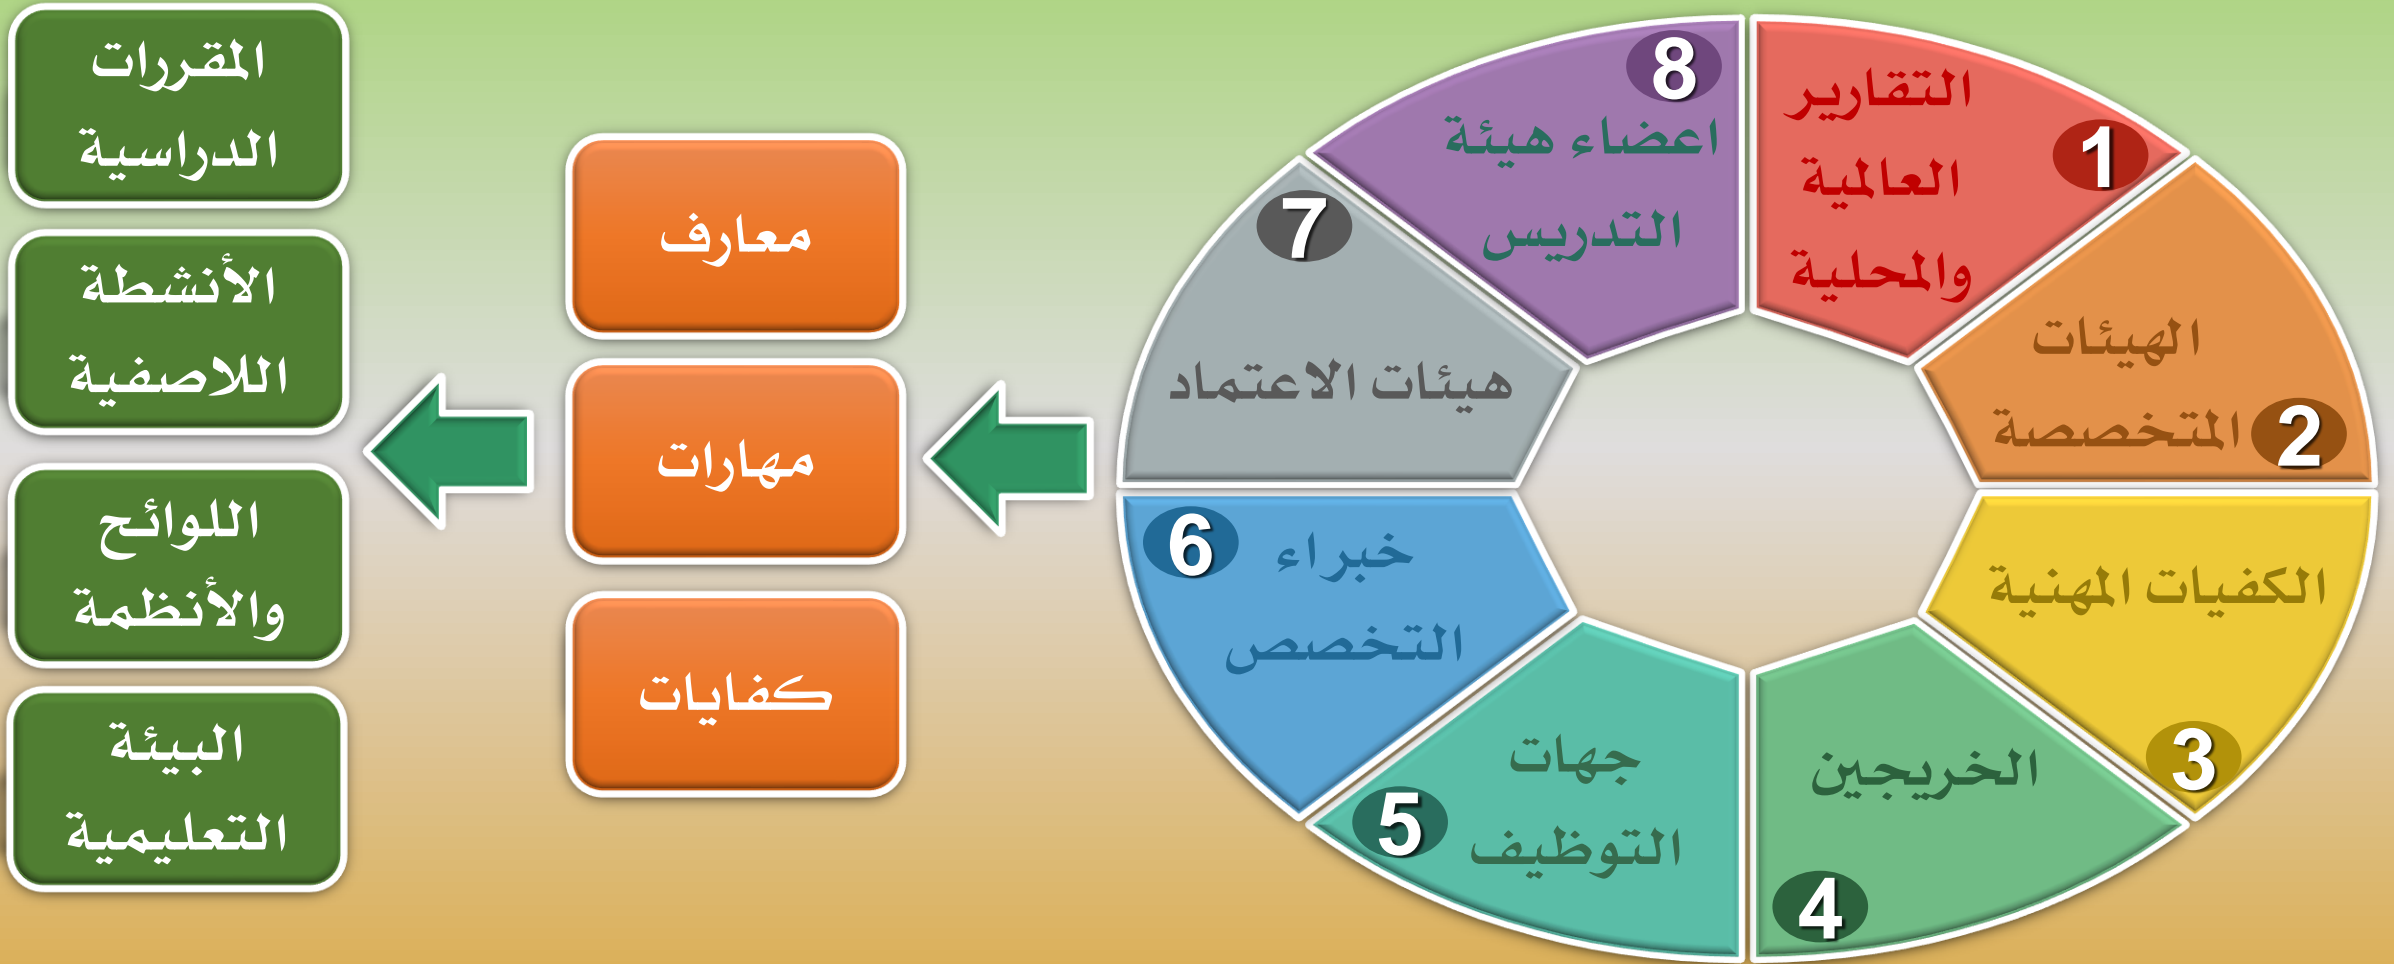 1
التقارير
العالمية
والمحلية
2
الهيئات
المتخصصة
3
الكفيات المهنية
4
الخريجين
5
جهات
التوظيف
6
خبراء
التخصص
7
هيئات الاعتماد
8
اعضاء هيئة
التدريس
معارف
مهارات
كفايات
المقررات
الدراسية
الأنشطة
اللاصفية
اللوائح
والأنظمة
البيئة
التعليمية